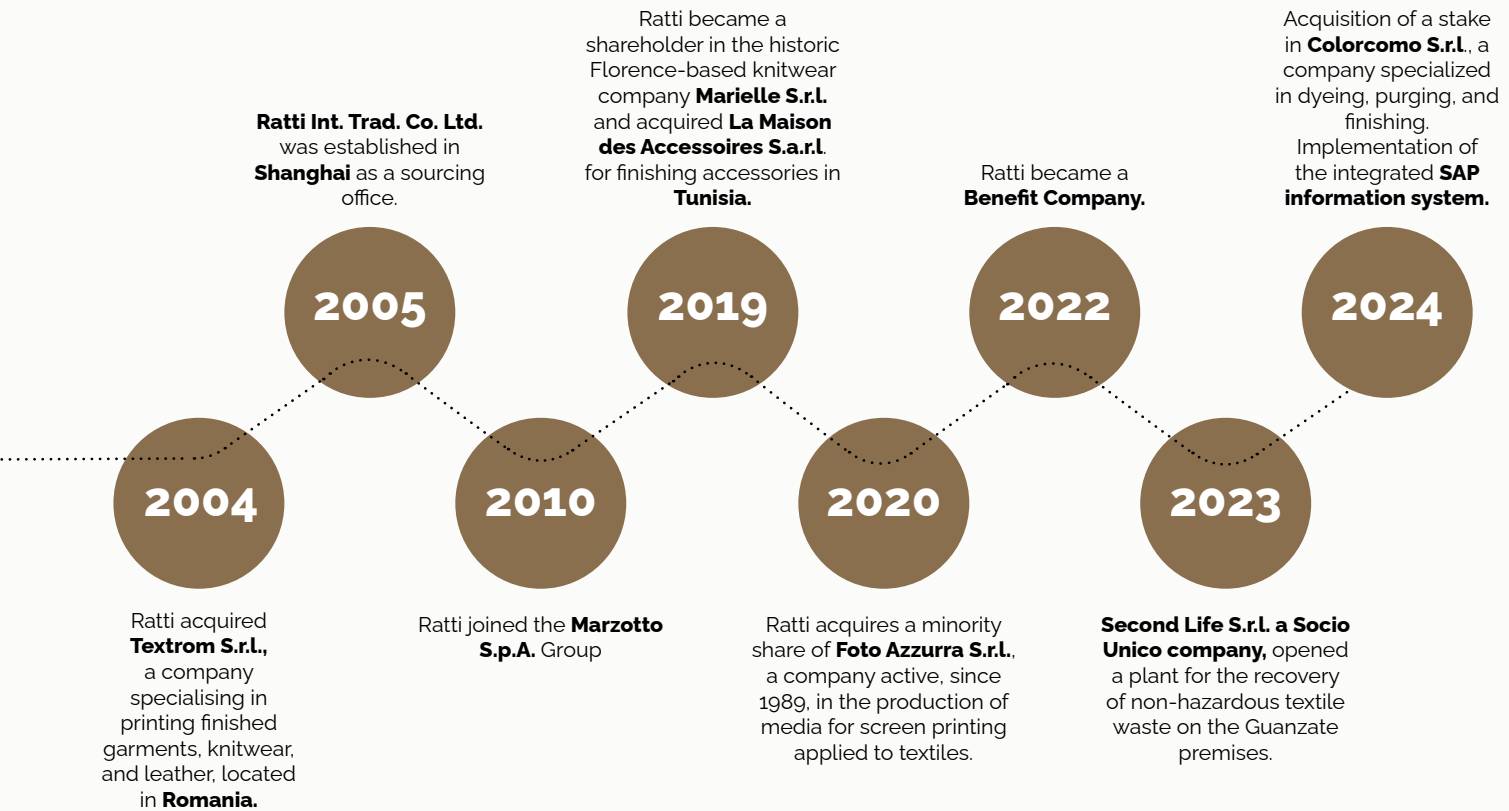 2004
Ratti acquired
Textrom S.r.l.,
a company
specialising in
printing finished
garments, knitwear,
and leather, located
in Romania.
Ratti Int. Trad. Co. Ltd.
was established in
Shanghai as a sourcing
office.
2005
2010
Ratti joined the Marzotto
S.p.A. Group
Ratti became a
shareholder in the historic
Florence-based knitwear
company Marielle S.r.l.
and acquired La Maison
des Accessoires S.a.r.l.
for finishing accessories in
Tunisia.
2019
2020
Ratti acquires a minority
share of Foto Azzurra S.r.l.,
a company active, since
1989, in the production of
media for screen printing
applied to textiles.
Ratti became a
Benefit Company.
2022
2023
Second Life S.r.l. a Socio
Unico company, opened
a plant for the recovery
of non-hazardous textile
waste on the Guanzate
premises.
Acquisition of a stake
in Colorcomo S.r.l., a
company specialized
in dyeing, purging, and
finishing.
Implementation of
the integrated SAP
information system.
2024